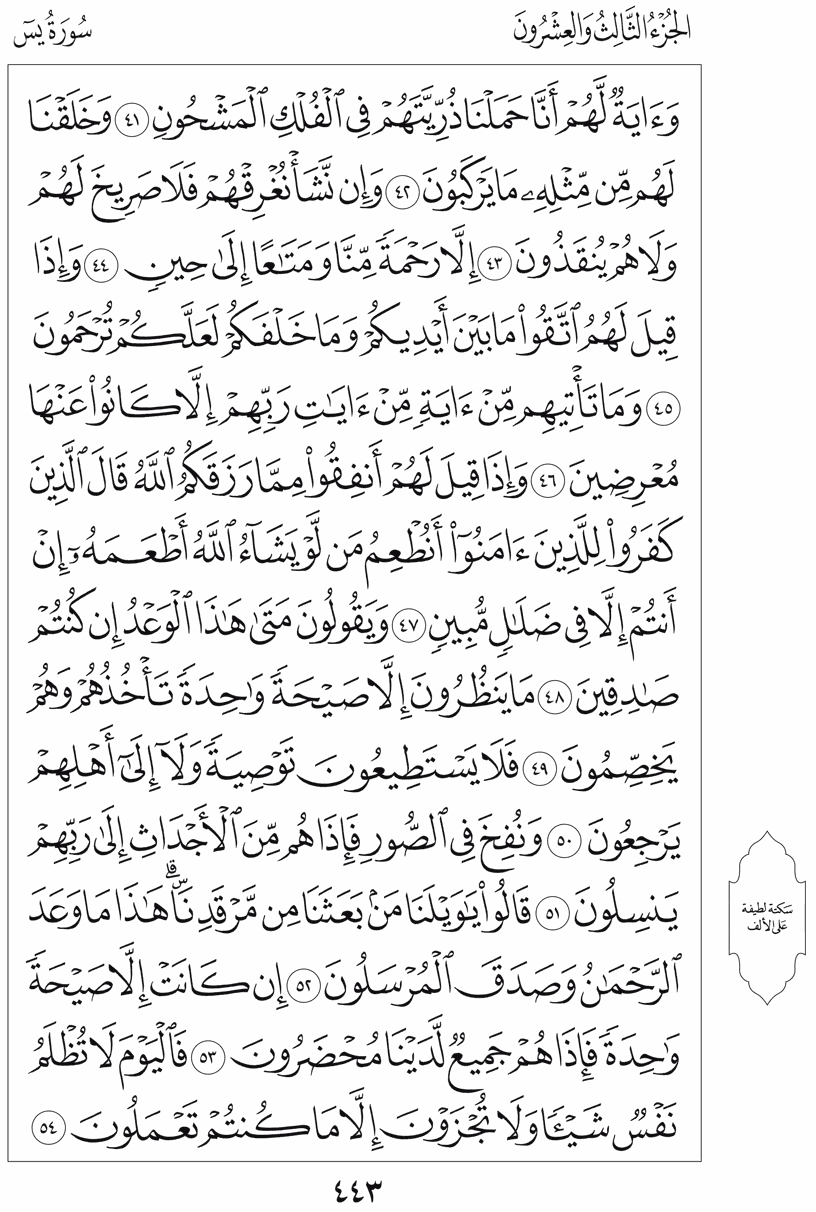 الجُزْءُ الثَّالِثُ وَالعِشْرُونَ
سُورَةُ يسٓ
وَءَايَةٌ لَّهُمْ أَنَّا حَمَلْنَا ذُرِّيَّتَهُمْ فِى ٱلْفُلْكِ ٱلْمَشْحُونِ ٤١ وَخَلَقْنَا
لَهُم مِّن مِّثْلِهِۦ مَا يَرْكَبُونَ ٤٢ وَإِن نَّشَأْ نُغْرِقْهُمْ فَلَا صَرِيخَ لَهُمْ
وَلَا هُمْ يُنقَذُونَ ٤٣ إِلَّا رَحْمَةً مِّنَّا وَمَتَٰعًا إِلَىٰ حِينٍ ٤٤ وَإِذَا
قِيلَ لَهُمُ ٱتَّقُوا۟ مَا بَيْنَ أَيْدِيكُمْ وَمَا خَلْفَكُمْ لَعَلَّكُمْ تُرْحَمُونَ
٤٥ وَمَا تَأْتِيهِم مِّنْ ءَايَةٍ مِّنْ ءَايَٰتِ رَبِّهِمْ إِلَّا كَانُوا۟ عَنْهَا
مُعْرِضِينَ ٤٦ وَإِذَا قِيلَ لَهُمْ أَنفِقُوا۟ مِمَّا رَزَقَكُمُ ٱللَّهُ قَالَ ٱلَّذِينَ
كَفَرُوا۟ لِلَّذِينَ ءَامَنُوٓا۟ أَنُطْعِمُ مَن لَّوْ يَشَآءُ ٱللَّهُ أَطْعَمَهُۥٓ إِنْ
أَنتُمْ إِلَّا فِى ضَلَٰلٍ مُّبِينٍ ٤٧ وَيَقُولُونَ مَتَىٰ هَٰذَا ٱلْوَعْدُ إِن كُنتُمْ
صَٰدِقِينَ ٤٨ مَا يَنظُرُونَ إِلَّا صَيْحَةً وَٰحِدَةً تَأْخُذُهُمْ وَهُمْ
يَخِصِّمُونَ ٤٩ فَلَا يَسْتَطِيعُونَ تَوْصِيَةً وَلَآ إِلَىٰٓ أَهْلِهِمْ
يَرْجِعُونَ ٥٠ وَنُفِخَ فِى ٱلصُّورِ فَإِذَا هُم مِّنَ ٱلْأَجْدَاثِ إِلَىٰ رَبِّهِمْ
يَنسِلُونَ ٥١ قَالُوا۟ يَٰوَيْلَنَا مَنۢ بَعَثَنَا مِن مَّرْقَدِنَاۜۗ هَٰذَا مَا وَعَدَ
ٱلرَّحْمَٰنُ وَصَدَقَ ٱلْمُرْسَلُونَ ٥٢ إِن كَانَتْ إِلَّا صَيْحَةً
وَٰحِدَةً فَإِذَا هُمْ جَمِيعٌ لَّدَيْنَا مُحْضَرُونَ ٥٣ فَٱلْيَوْمَ لَا تُظْلَمُ
نَفْسٌ شَيْـًٔا وَلَا تُجْزَوْنَ إِلَّا مَا كُنتُمْ تَعْمَلُونَ ٥٤
سَكتة لطيفة
عَلى الألف
٤٤٣